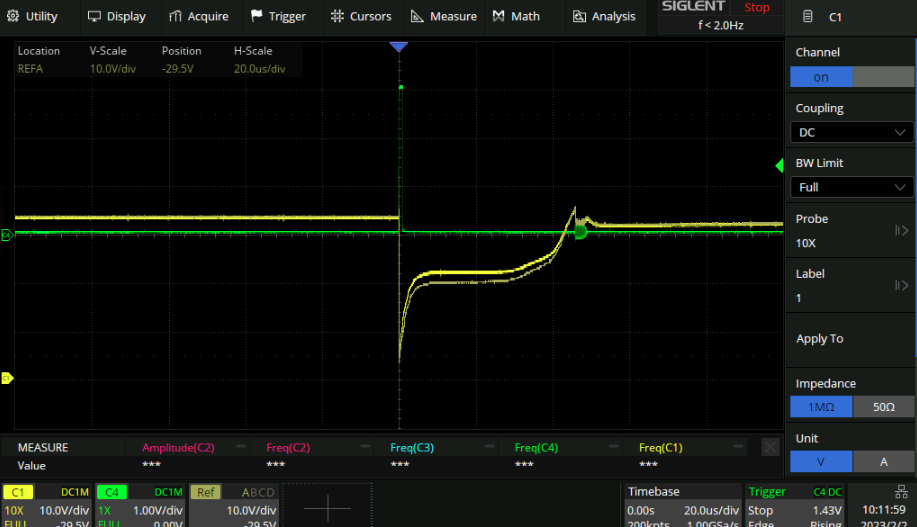 Utility Display Acquire Trigger Cursors Measure Math Analysis SIGLENT Stop C1
f < 2.0Hz
Location V-Scale Position H-Scale
REFA 10.0V/div -29.5V 20.0us/div
Channel
on
Coupling
DC
BW Limit
Full
Probe
10X
Label
1
Apply To
Impedance
1MΩ 50Ω
Unit
V A
C4
MEASURE Amplitude(C2) Freq(C2) Freq(C3) Freq(C4) Freq(C1)
Value *** *** *** *** ***
C1 DC1M C4 DC1M Ref ABCD Timebase Trigger C4 DC
10X 10.0V/div 1X 1.00V/div 10.0V/div 0.00s 20.0us/div Stop 1.43V 10:11:59
FULL -29.5V FULL 0.00V -29.5V 200kpts 1.00GSa/s Edge Rising